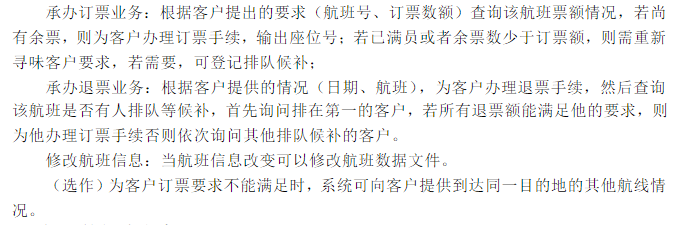 承办订票业务：根据客户提出的要求（航班号、订票数额）查询该航班票额情况，若尚
有余票，则为客户办理订票手续，输出座位号；若已满员或者余票数少于订票额，则需重新
寻味客户要求，若需要，可登记排队候补；
承办退票业务：根据客户提供的情况（日期、航班），为客户办理退票手续，然后查询
该航班是否有人排队等候补，首先询问排在第一的客户，若所有退票额能满足他的要求，则
为他办理订票手续否则依次询问其他排队候补的客户。
修改航班信息：当航班信息改变可以修改航班数据文件。
（选作）为客户订票要求不能满足时，系统可向客户提供到达同一目的地的其他航线情
况。